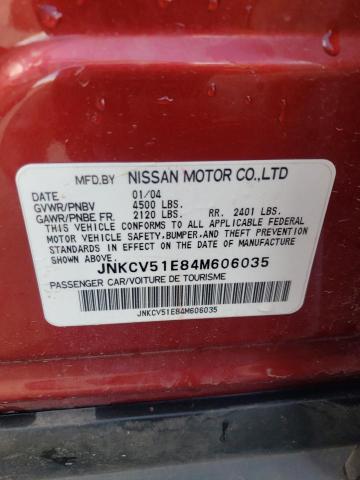 MFD.BY NISSAN MOTOR CO.,LTD
DATE 01/04
GVWR/PNBV 4500 LBS.
GAWR/PNBE FR. 2120 LBS. RR. 2401 LBS.
THIS VEHICLE CONFORMS TO ALL APPLICABLE FEDERAL
MOTOR VEHICLE SAFETY, BUMPER, AND THEFT PREVENTION
STANDARDS IN EFFECT ON THE DATE OF MANUFACTURE
SHOWN ABOVE.
JNKCV51E84M606035
PASSENGER CAR/VOITURE DE TOURISME
JNKCV51E84M606035